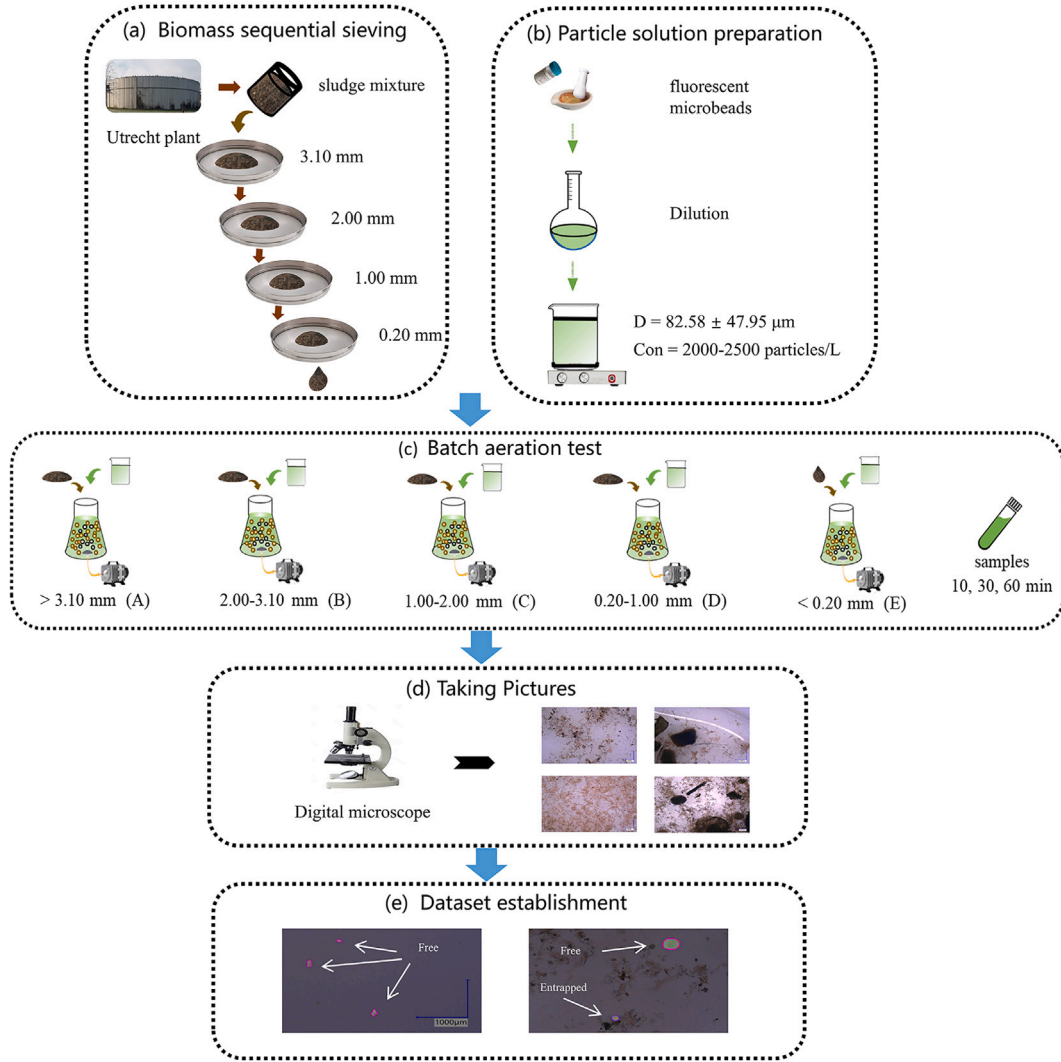 (a) Biomass sequential sieving
sludge mixture
Utrecht plant
3.10 mm
2.00 mm
1.00 mm
0.20 mm
(b) Particle solution preparation
fluorescent
microbeads
Dilution
D = 82.58 ± 47.95 μm
Con = 2000-2500 particles/L
(c) Batch aeration test
> 3.10 mm (A)
2.00-3.10 mm (B)
1.00-2.00 mm (C)
0.20-1.00 mm (D)
< 0.20 mm (E)
samples
10, 30, 60 min
(d) Taking Pictures
Digital microscope
(e) Dataset establishment
Free
1000μm
Free
Entrapped